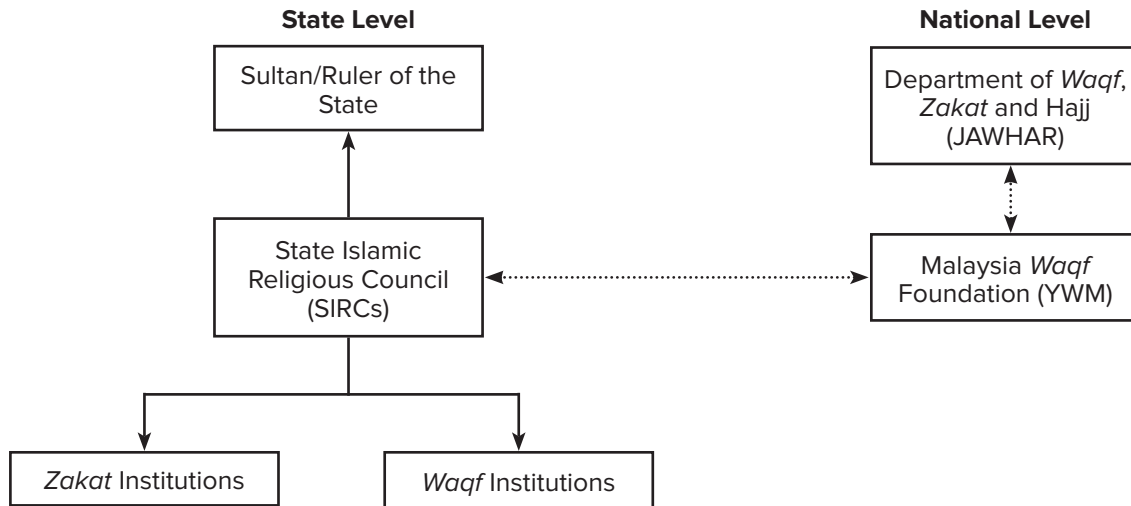 State Level
Sultan/Ruler of the
State
State Islamic
Religious Council
(SIRCs)
Zakat Institutions
Waqf Institutions
National Level
Department of Waqf,
Zakat and Hajj
(JAWHAR)
Malaysia Waqf
Foundation (YWM)